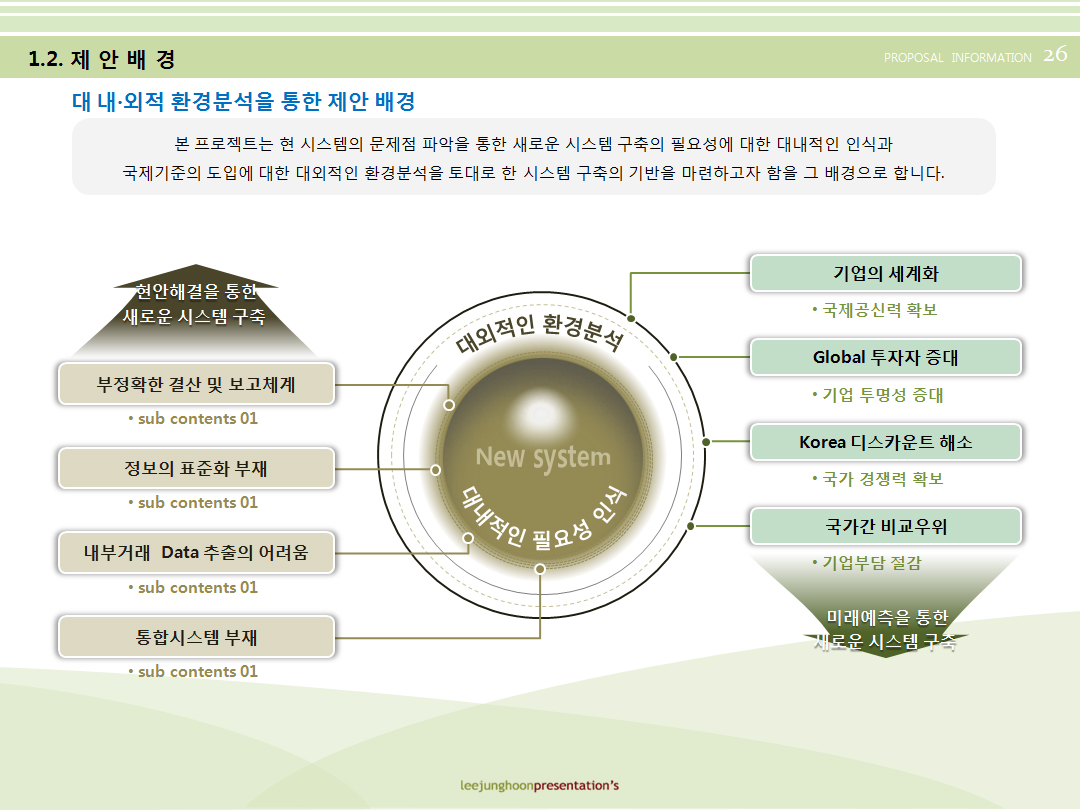 1.2. 제 안 배 경
PROPOSAL INFORMATION 26
대 내·외적 환경분석을 통한 제안 배경
본 프로젝트는 현 시스템의 문제점 파악을 통한 새로운 시스템 구축의 필요성에 대한 대내적인 인식과
국제기준의 도입에 대한 대외적인 환경분석을 토대로 한 시스템 구축의 기반을 마련하고자 함을 그 배경으로 합니다.
현안해결을 통한
새로운 시스템 구축
부정확한 결산 및 보고체계
• sub contents 01
정보의 표준화 부재
• sub contents 01
내부거래 Data 추출의 어려움
• sub contents 01
통합시스템 부재
• sub contents 01
대외적인 환경분석
New system
대내적인 필요성 인식
기업의 세계화
• 국제공신력 확보
Global 투자자 증대
• 기업 투명성 증대
Korea 디스카운트 해소
• 국가 경쟁력 확보
국가간 비교우위
• 기업부담 절감
미래예측을 통한
새로운 시스템 구축
leejunghoonpresentation's